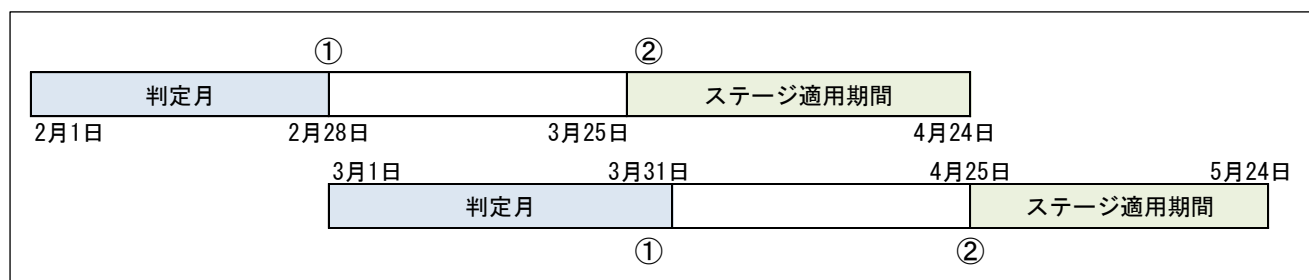 ① ②
判定月 ステージ適用期間
2月1日 2月28日 3月25日 4月24日
3月1日 3月31日 4月25日 5月24日
判定月 ステージ適用期間
① ②